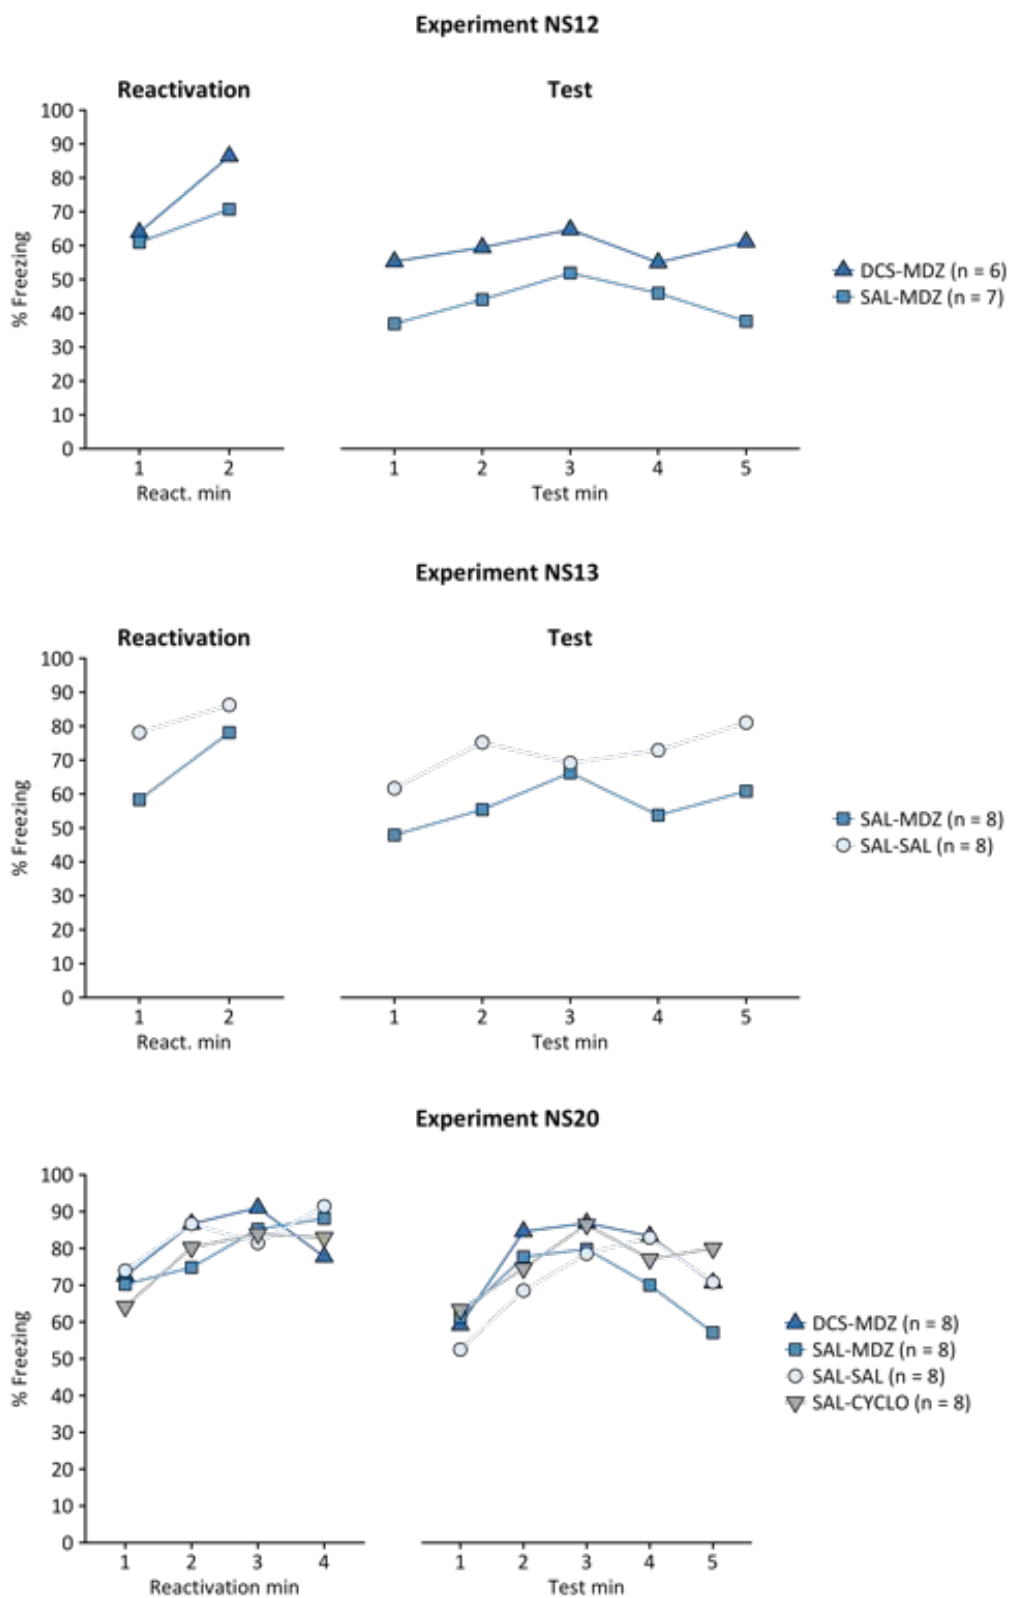 Experiment NS12
Reactivation Test
100
90
80
70
60
50
40
30
20
10
0
% Freezing
1 2
React. min
1 2 3 4 5
Test min
DCS-MDZ (n = 6)
SAL-MDZ (n = 7)
Experiment NS13
Reactivation Test
100
90
80
70
60
50
40
30
20
10
0
% Freezing
1 2
React. min
1 2 3 4 5
Test min
SAL-MDZ (n = 8)
SAL-SAL (n = 8)
Experiment NS20
100
90
80
70
60
50
40
30
20
10
0
% Freezing
1 2 3 4
Reactivation min
1 2 3 4 5
Test min
DCS-MDZ (n = 8)
SAL-MDZ (n = 8)
SAL-SAL (n = 8)
SAL-CYCLO (n = 8)